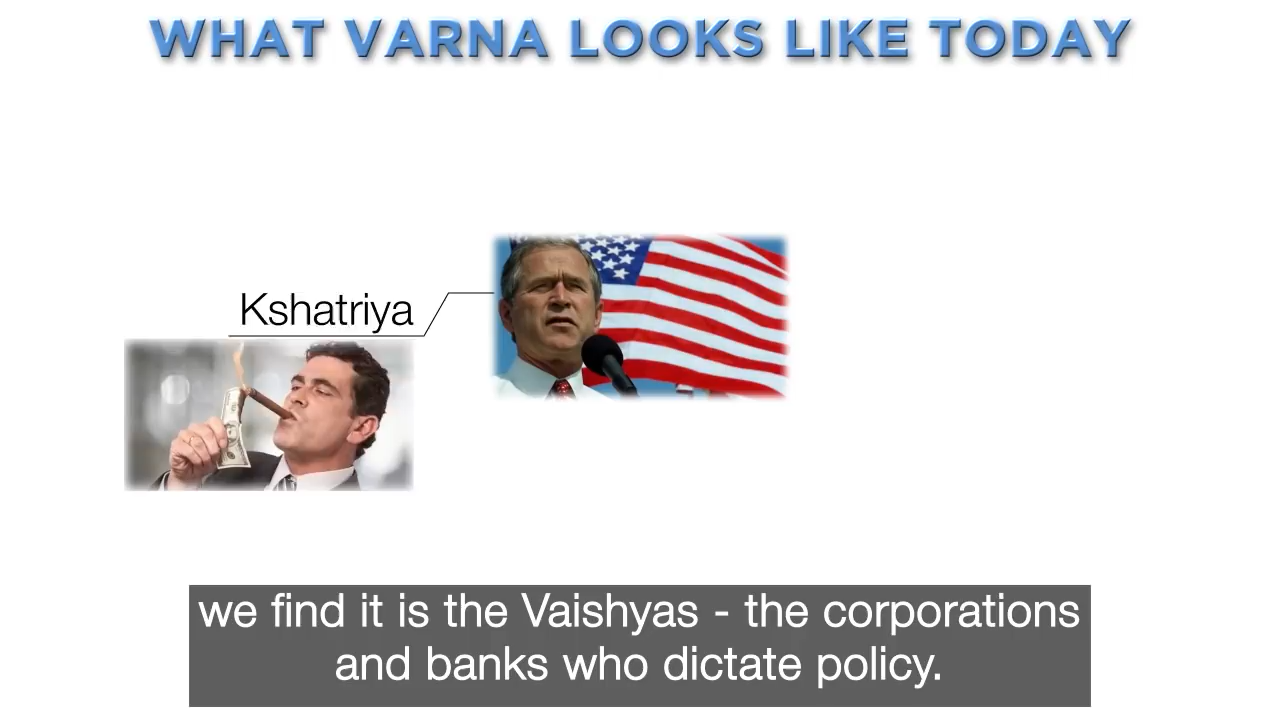 WHAT VARNA LOOKS LIKE TODAY
Kshatriya
we find it is the Vaishyas - the corporations
and banks who dictate policy.